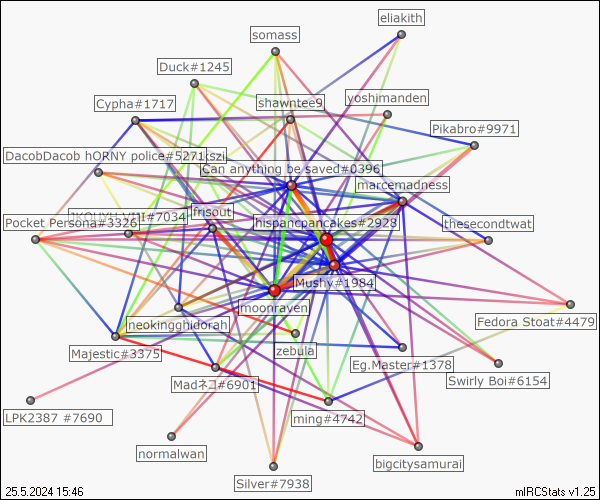 eliakith
somass
Duck#1245
shawntee9
yoshimanden
Cypha#1717
Pikabro#9971
DacobDacob hORNY police#5271
Can anything be saved#0396
marcemadness
frisout
#7034
Pocket Persona#3326
hispancpancakes#2928
thesecondtwat
Mushy#1984
moonraven
Fedora Stoat#4479
neokingghidorah
zebula
Majestic#3375
Eg.Master#1378
Swirly Boi#6154
Madネコ#6901
LPK2387 #7690
ming#4742
normalwan
bigcitysamurai
Silver#7938
25.5.2024 15:46
mIRCStats v1.25